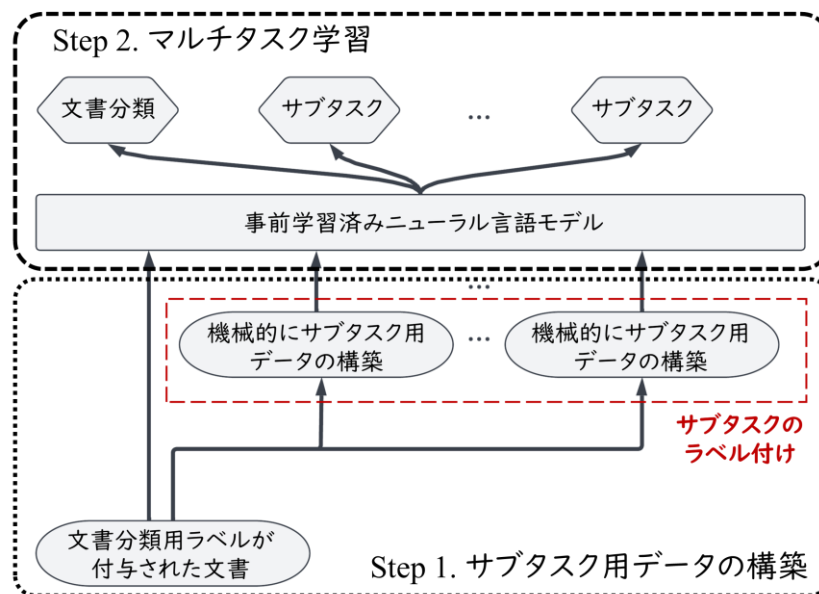 Step 2. マルチタスク学習
文書分類
サブタスク
...
サブタスク
事前学習済みニューラル言語モデル
...
機械的にサブタスク用
データの構築
...
機械的にサブタスク用
データの構築
サブタスクの
ラベル付け
文書分類用ラベルが
付与された文書
Step 1. サブタスク用データの構築